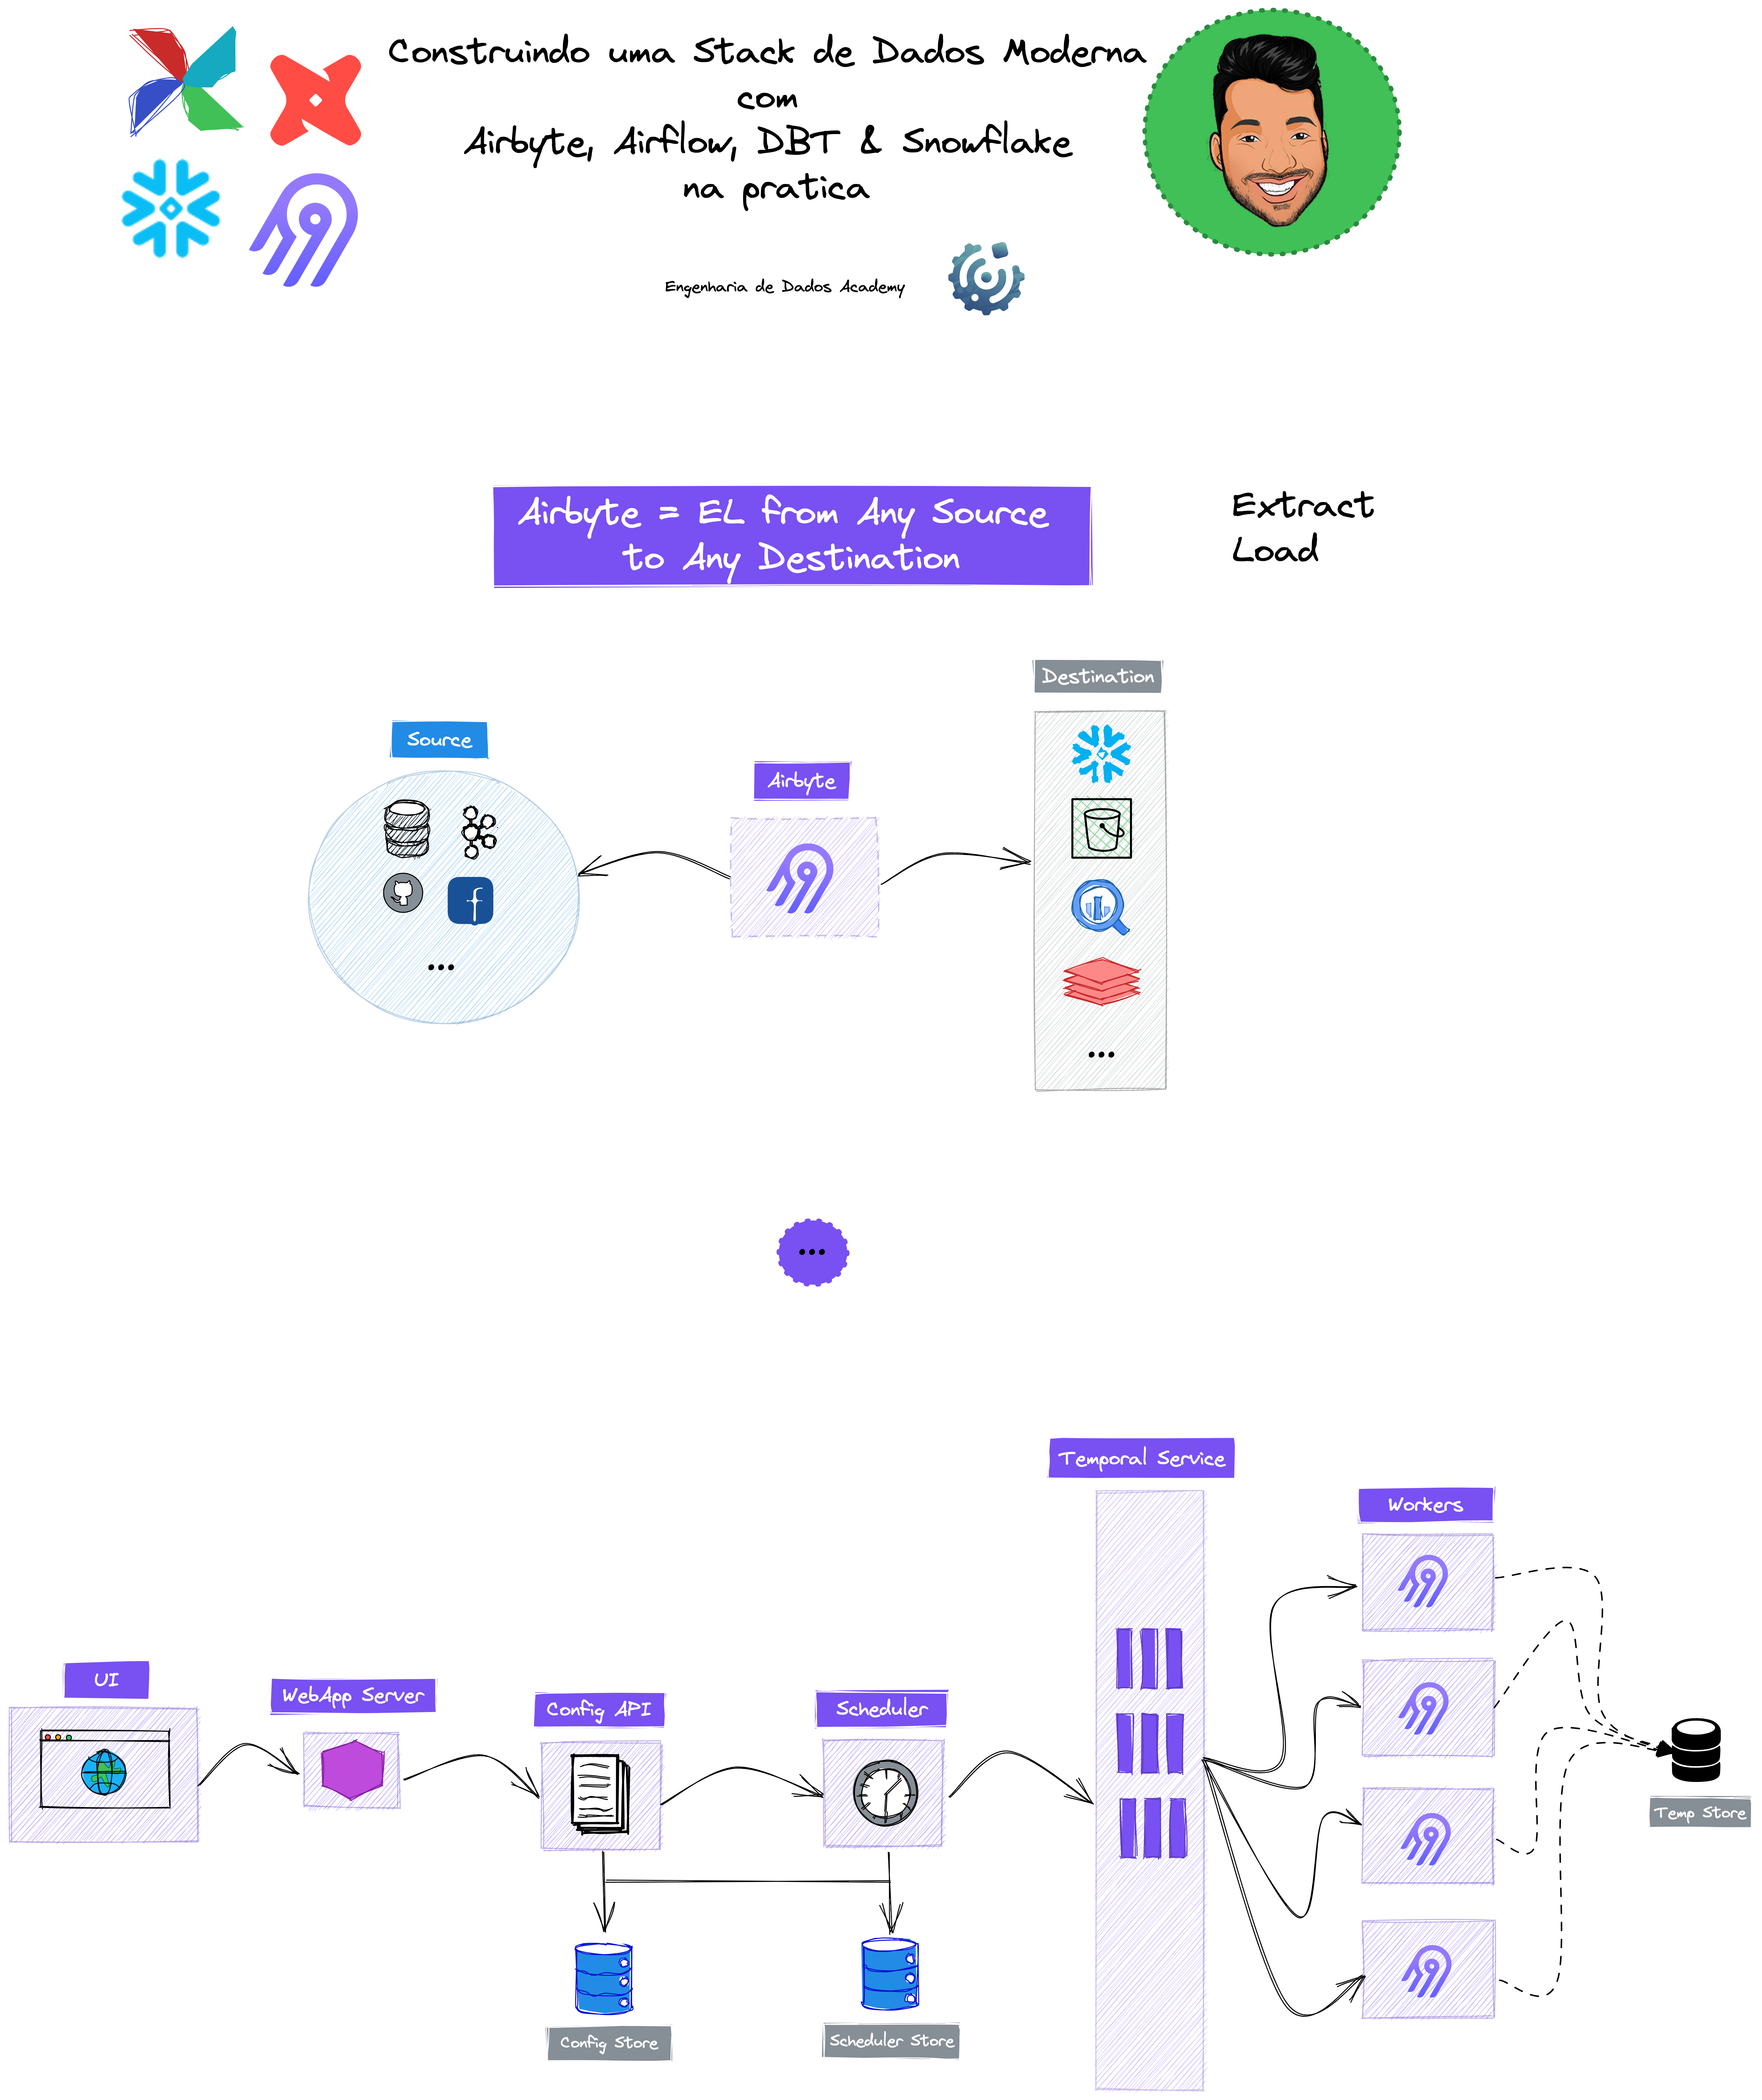 Construindo uma Stack de Dados Moderna
com
Airbyte, Airflow, DBT & Snowflake
na pratica
Engenharia de Dados Academy
Airbyte = EL from Any Source
to Any Destination
Extract
Load
Destination
Source
Airbyte
...
...
...
Temporal Service
Workers
UI
WebApp Server
Config API
Scheduler
Temp Store
Config Store
Scheduler Store